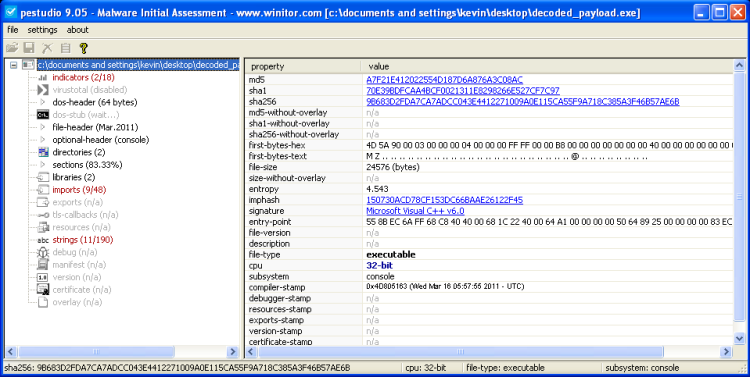 pestudio 9.05 - Malware Initial Assessment - www.winitor.com [c:\documents and settings\kevin\desktop\decoded_payload.exe]
file settings about
c:\documents and settings\kevin\desktop\decoded_pa
indicators (2/18)
virustotal (disabled)
dos-header (64 bytes)
dos-stub (wait...)
file-header (Mar.2011)
optional-header (console)
directories (2)
sections (83.33%)
libraries (2)
imports (9/48)
exports (n/a)
tls-callbacks (n/a)
resources (n/a)
abc strings (11/190)
debug (n/a)
manifest (n/a)
1.0 version (n/a)
certificate (n/a)
overlay (n/a)
property value
md5 A7F21E412022554D187D6A876A3C08AC
sha1 70E39BDFCAA4BCF0021311E8298266E527CF7C97
sha256 9B683D2FDA7CA7ADCC043E4412271009A0E115CA55F9A718C385A3F46B57AE6B
md5-without-overlay n/a
sha1-without-overlay n/a
sha256-without-overlay n/a
first-bytes-hex 4D 5A 90 00 03 00 00 00 04 00 00 00 FF FF 00 00 B8 00 00 00 00 00 00 00 40 00 00 00 00 00 00 00
first-bytes-text M Z .. .. .. .. .. .. .. .. .. .. .. .. .. .. .. .. .. .. .. .. @ .. .. .. .. .. .. ..
file-size 24576 (bytes)
size-without-overlay n/a
entropy 4.543
imphash 150730ACD78CF153DC66BAAE26122F45
signature Microsoft Visual C++ v6.0
entry-point 55 8B EC 6A FF 68 C8 40 40 00 68 1C 22 40 00 64 A1 00 00 00 00 50 64 89 25 00 00 00 00 83 EC
file-version n/a
description n/a
file-type executable
cpu 32-bit
subsystem console
compiler-stamp 0x4D805163 (Wed Mar 16 05:57:55 2011 - UTC)
debugger-stamp n/a
resources-stamp n/a
exports-stamp n/a
version-stamp n/a
certificate-stamp n/a
sha256: 9B683D2FDA7CA7ADCC043E4412271009A0E115CA55F9A718C385A3F46B57AE6B cpu: 32-bit file-type: executable subsystem: console